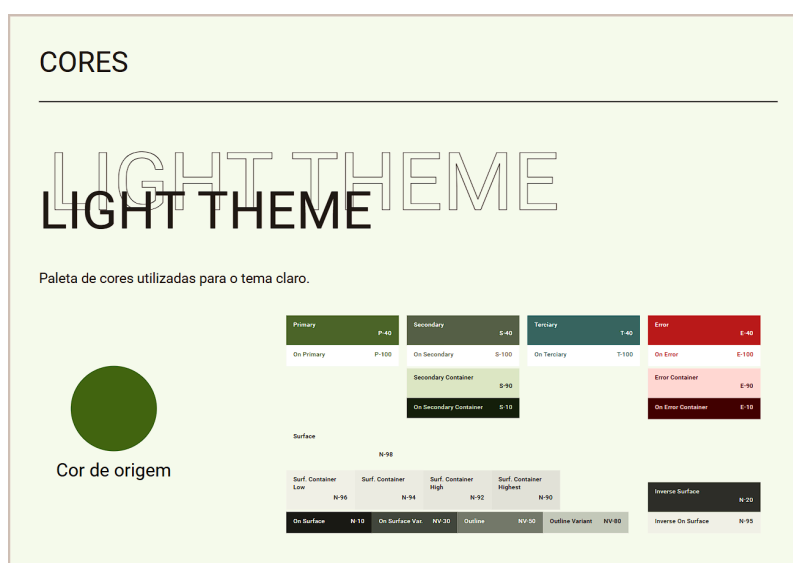 CORES
LIGHT THEME
LIGHT THEME
Paleta de cores utilizadas para o tema claro.
Cor de origem
Primary P-40
On Primary P-100
Secondary S-40
On Secondary S-100
Secondary Container S-90
On Secondary Container S-10
Terciary T-40
On Terciary T-100
Error E-40
On Error E-100
Error Container E-90
On Error Container E-10
Surface
N-98
Surf. Container Low N-96
Surf. Container N-94
Surf. Container High N-92
Surf. Container Highest N-90
On Surface N-10
On Surface Var. NV-30
Outline NV-50
Outline Variant NV-80
Inverse Surface N-20
Inverse On Surface N-95